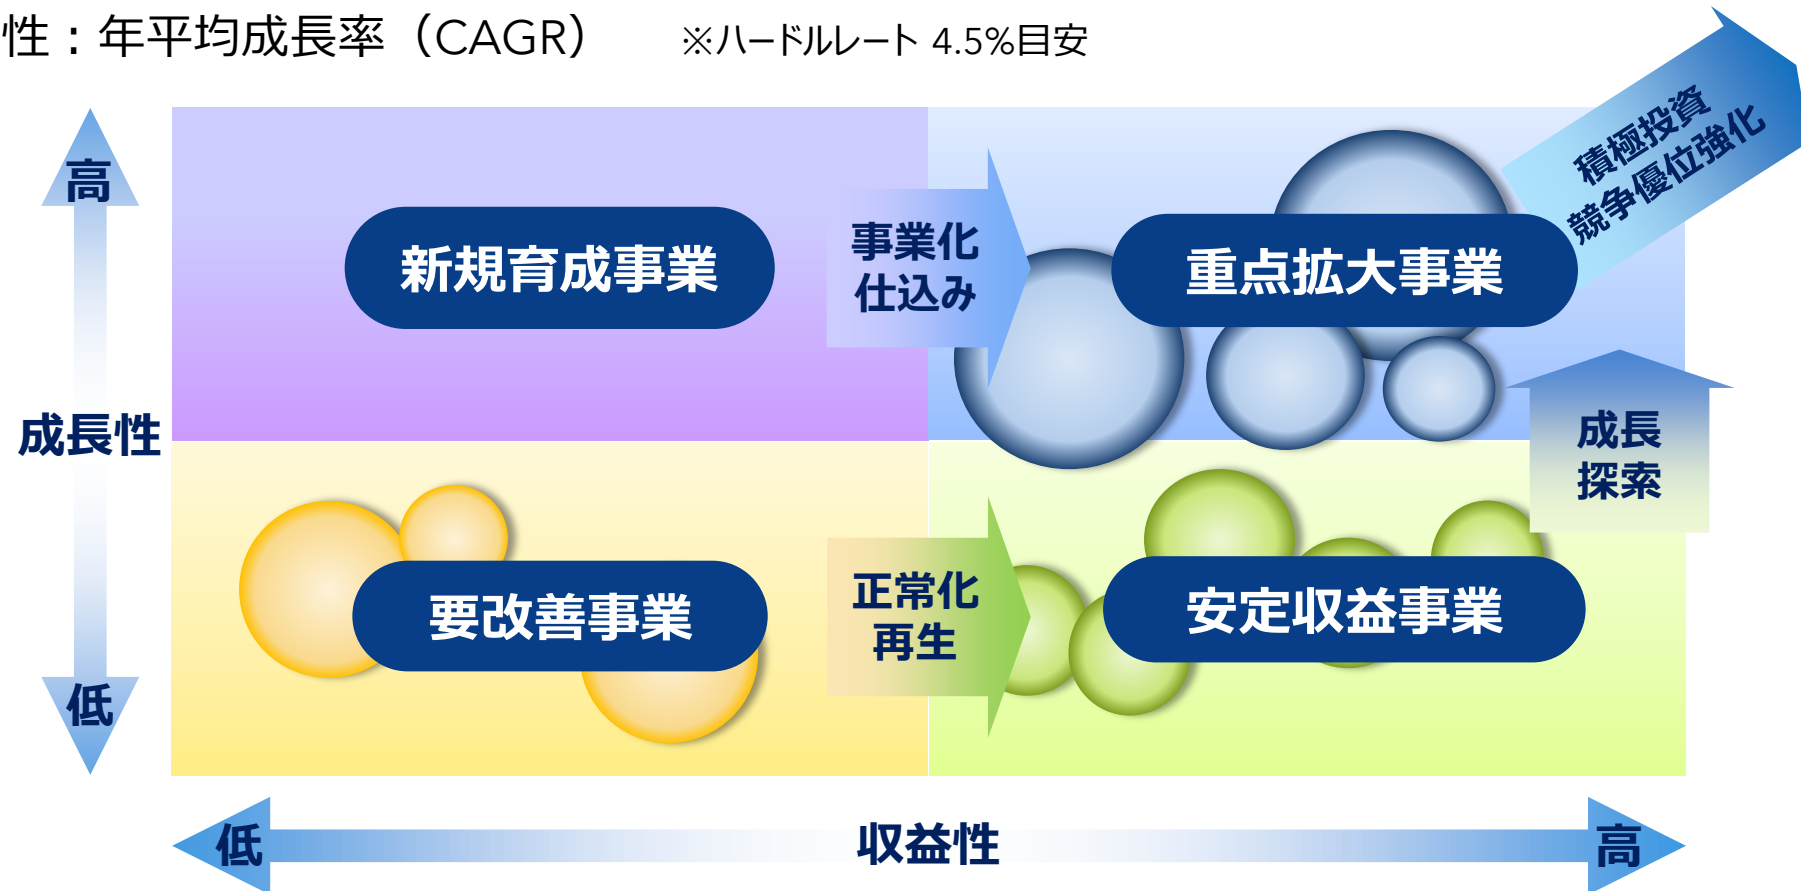 性：年平均成長率（CAGR）　※ハードルレート 4.5%目安
積極投資
競争優位強化
高
新規育成事業
事業化
仕込み
重点拡大事業
成長性
成長
探索
要改善事業
正常化
再生
安定収益事業
低
低
収益性
高